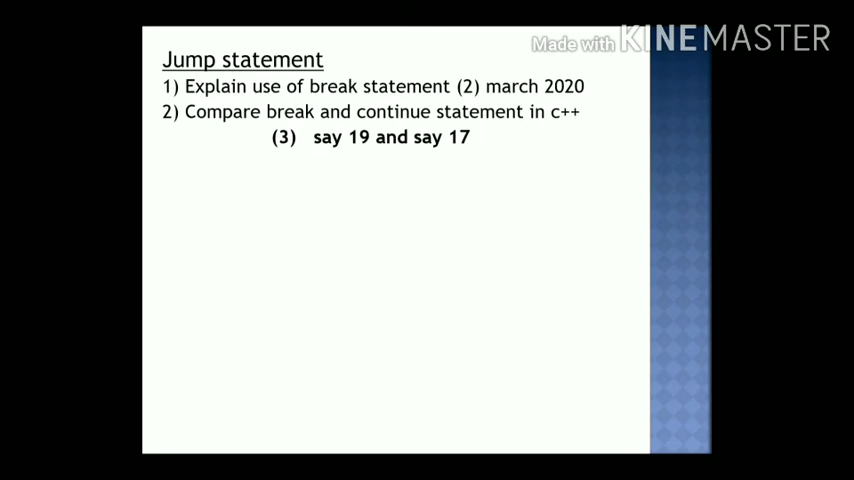 Made with KINEMASTER
Jump statement
1) Explain use of break statement (2) march 2020
2) Compare break and continue statement in c++
(3) say 19 and say 17